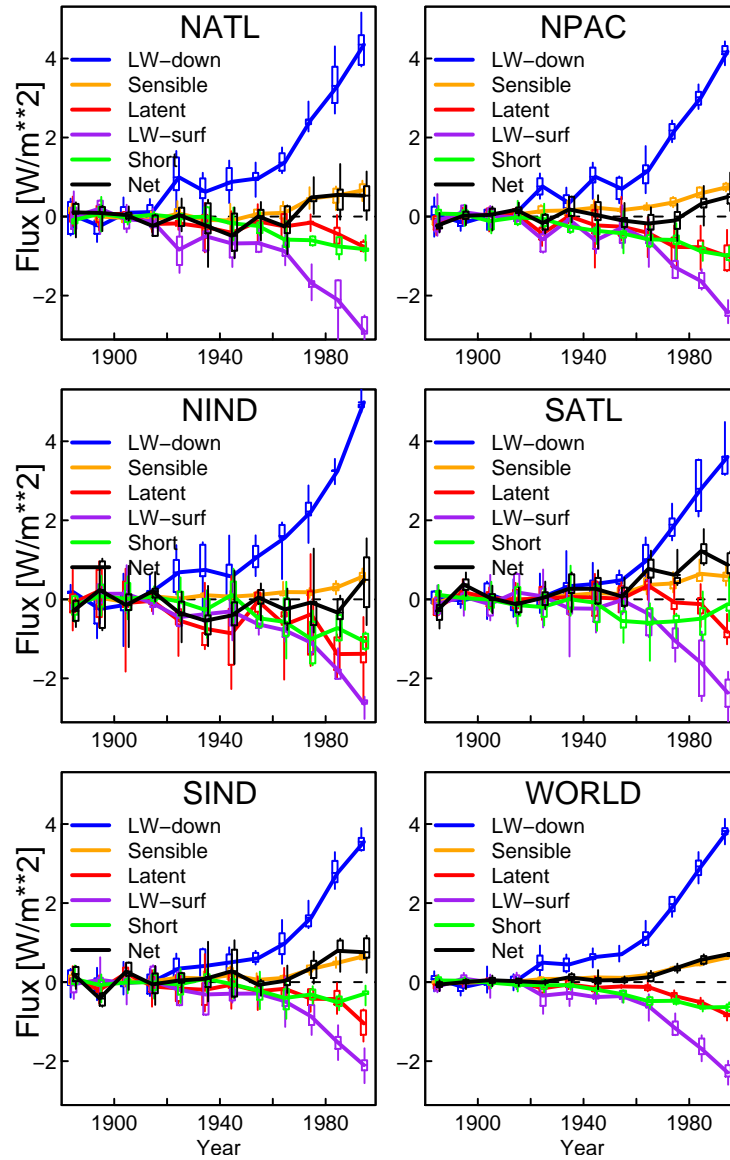 NATL
4
2
0
−2
Flux [W/m**2]
LW−down
Sensible
Latent
LW−surf
Short
Net
1900
1940
1980
NPAC
4
2
0
−2
LW−down
Sensible
Latent
LW−surf
Short
Net
1900
1940
1980
NIND
4
2
0
−2
Flux [W/m**2]
LW−down
Sensible
Latent
LW−surf
Short
Net
1900
1940
1980
SATL
4
2
0
−2
LW−down
Sensible
Latent
LW−surf
Short
Net
1900
1940
1980
SIND
4
2
0
−2
Flux [W/m**2]
LW−down
Sensible
Latent
LW−surf
Short
Net
1900
1940
1980
Year
WORLD
4
2
0
−2
LW−down
Sensible
Latent
LW−surf
Short
Net
1900
1940
1980
Year